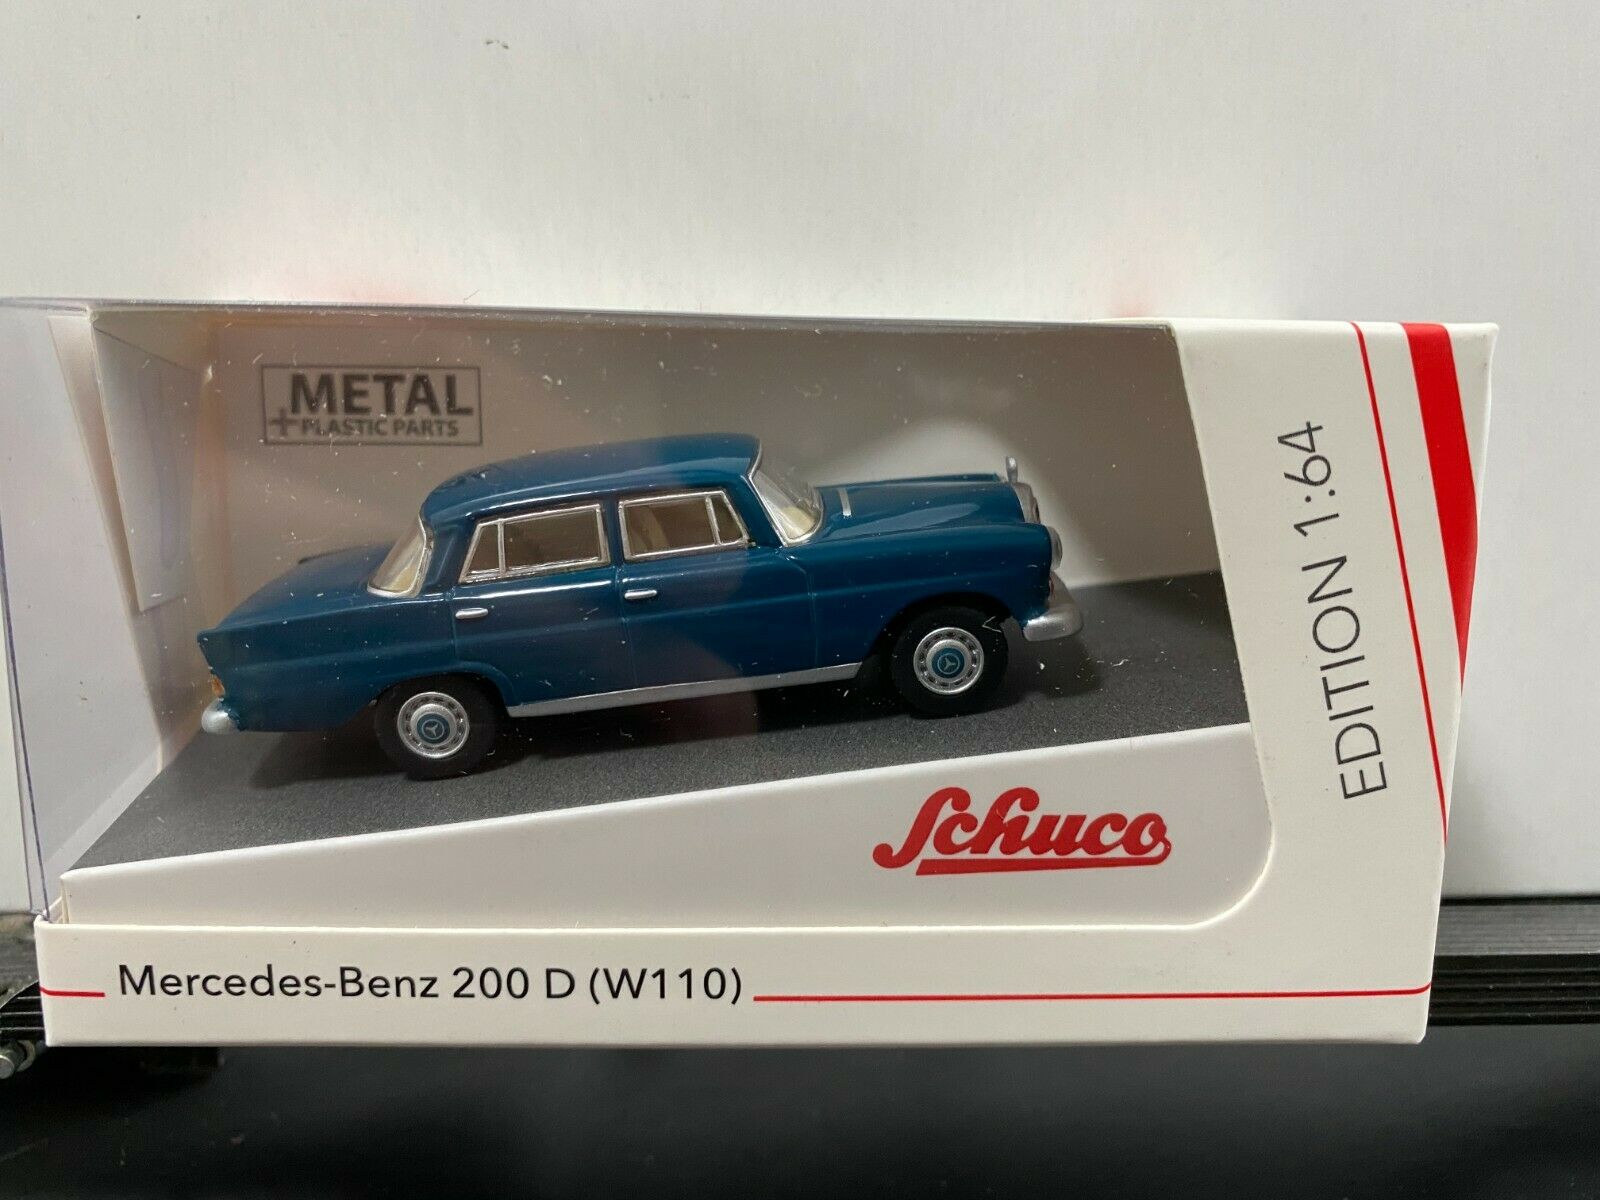 METAL
+PLASTIC PARTS
EDITION 1:64
Schuco
Mercedes-Benz 200 D (W110)